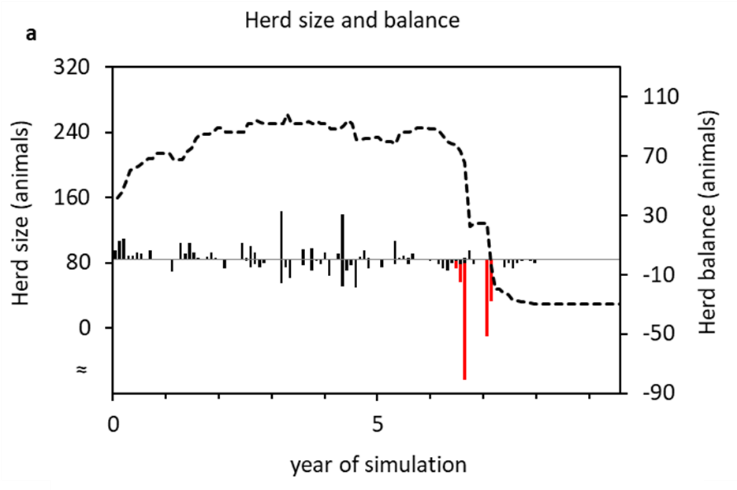 Herd size and balance
a
320
240
160
80
0
≈
Herd size (animals)
110
70
30
-10
-50
-90
Herd balance (animals)
0
5
year of simulation